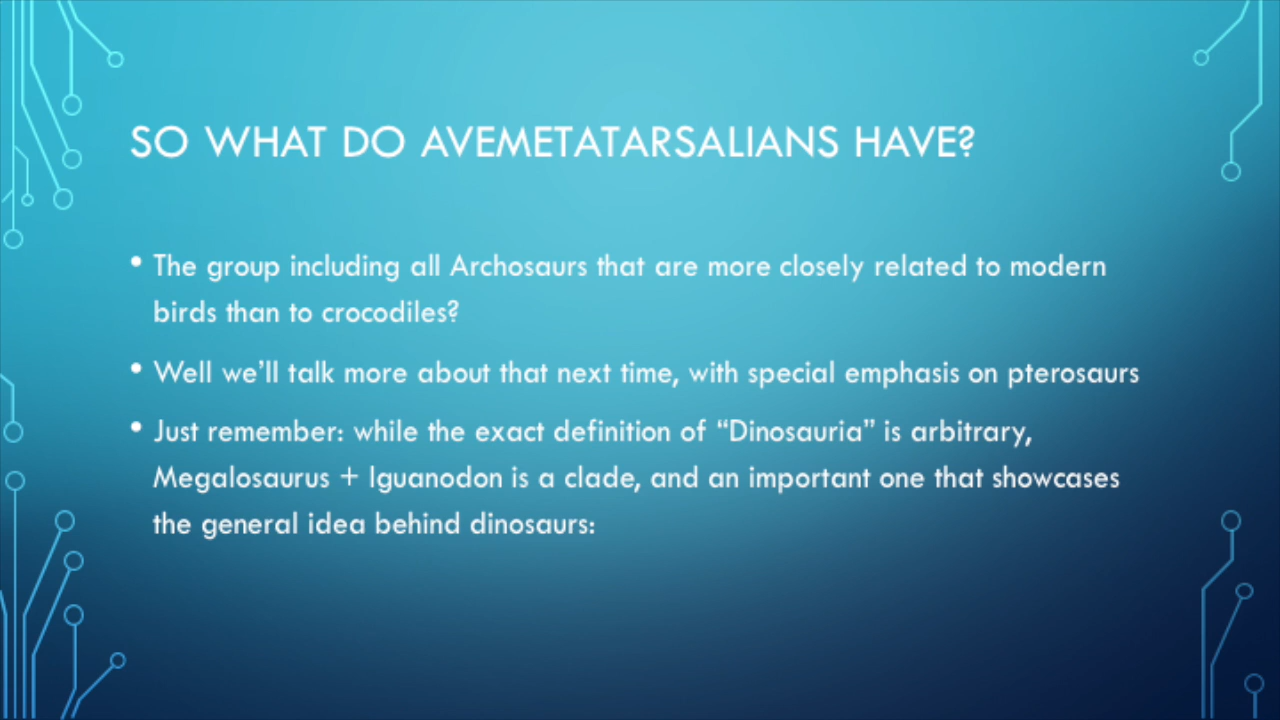 SO WHAT DO AVEMETATARSALIANS HAVE?
• The group including all Archosaurs that are more closely related to modern
birds than to crocodiles?
• Well we’ll talk more about that next time, with special emphasis on pterosaurs
• Just remember: while the exact definition of “Dinosauria” is arbitrary,
Megalosaurus + Iguanodon is a clade, and an important one that showcases
the general idea behind dinosaurs: